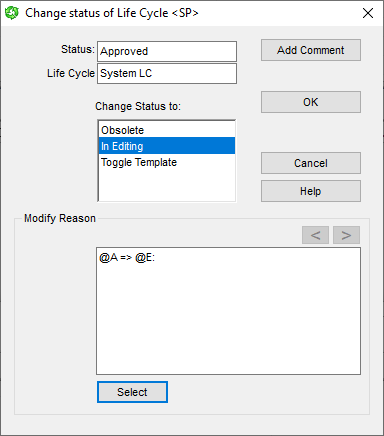 Change status of Life Cycle <SP>
Status: Approved
Add Comment
Life Cycle System LC
Change Status to:
OK
Obsolete
In Editing
Toggle Template
Cancel
Help
Modify Reason
< >
@A => @E:
Select